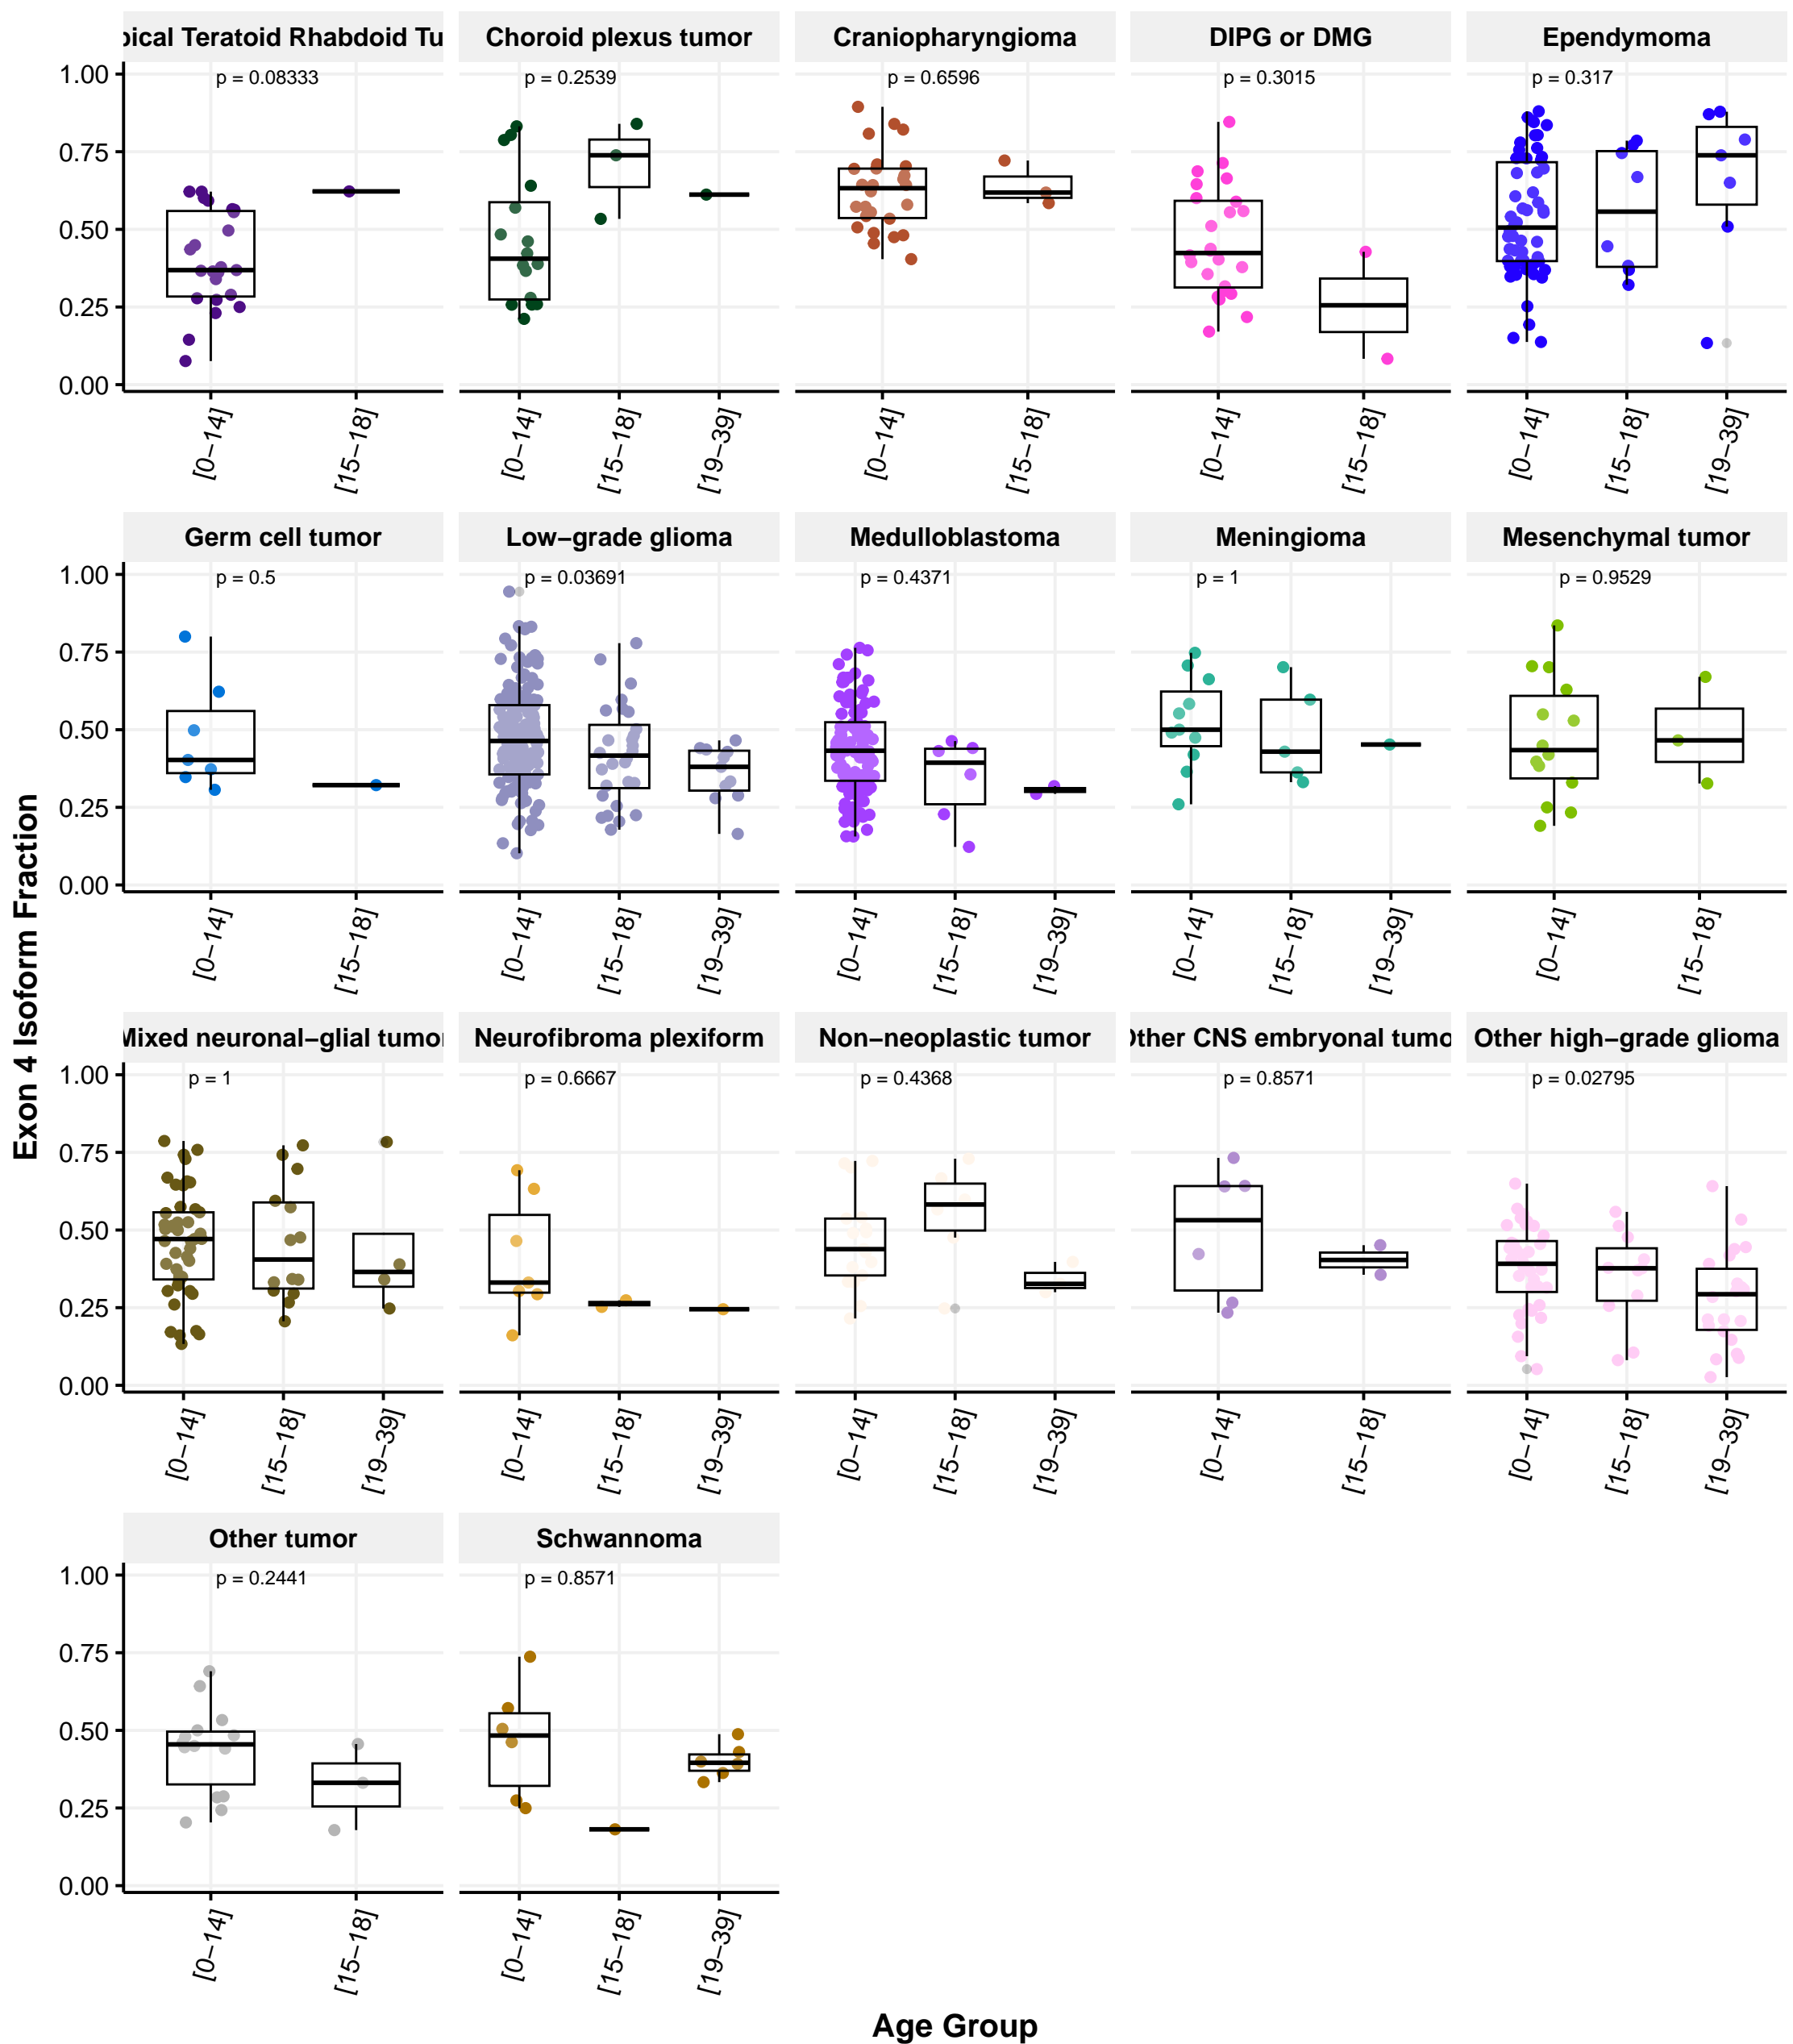 pical Teratoid Rhabdoid Tu
Choroid plexus tumor
Craniopharyngioma
DIPG or DMG
Ependymoma
p = 0.08333
p = 0.2539
p = 0.6596
p = 0.3015
p = 0.317
1.00
0.75
0.50
0.25
0.00
[0–14]
[15–18]
[0–14]
[15–18]
[19–39]
[0–14]
[15–18]
[0–14]
[15–18]
[0–14]
[15–18]
[19–39]
Germ cell tumor
Low–grade glioma
Medulloblastoma
Meningioma
Mesenchymal tumor
p = 0.5
p = 0.03691
p = 0.4371
p = 1
p = 0.9529
1.00
0.75
0.50
0.25
0.00
[0–14]
[15–18]
[0–14]
[15–18]
[19–39]
[0–14]
[15–18]
[19–39]
[0–14]
[15–18]
[19–39]
[0–14]
[15–18]
Exon 4 Isoform Fraction
Mixed neuronal–glial tumor
Neurofibroma plexiform
Non–neoplastic tumor
Other CNS embryonal tumo
Other high–grade glioma
p = 1
p = 0.6667
p = 0.4368
p = 0.8571
p = 0.02795
1.00
0.75
0.50
0.25
0.00
[0–14]
[15–18]
[19–39]
[0–14]
[15–18]
[19–39]
[0–14]
[15–18]
[19–39]
[0–14]
[15–18]
[0–14]
[15–18]
[19–39]
Other tumor
Schwannoma
p = 0.2441
p = 0.8571
1.00
0.75
0.50
0.25
0.00
[0–14]
[15–18]
[0–14]
[15–18]
[19–39]
Age Group